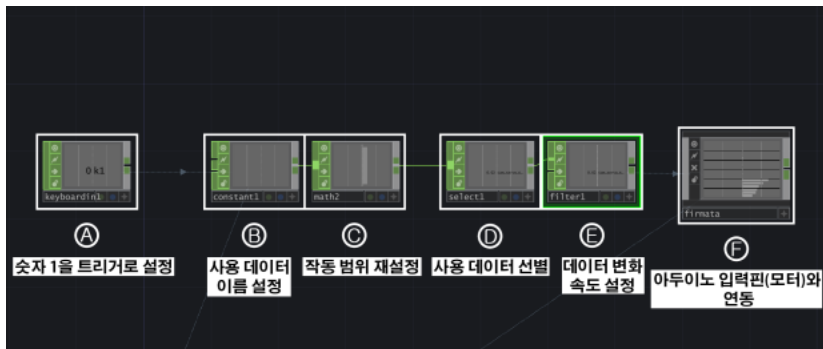 0 k1
keyboardin1
constant1
math2
select1
filter1
firmata
Ⓐ
Ⓑ
Ⓒ
Ⓓ
Ⓔ
Ⓕ
숫자 1을 트리거로 설정
사용 데이터
이름 설정
작동 범위 재설정
사용 데이터 선별
데이터 변화
속도 설정
아두이노 입력핀(모터)와
연동